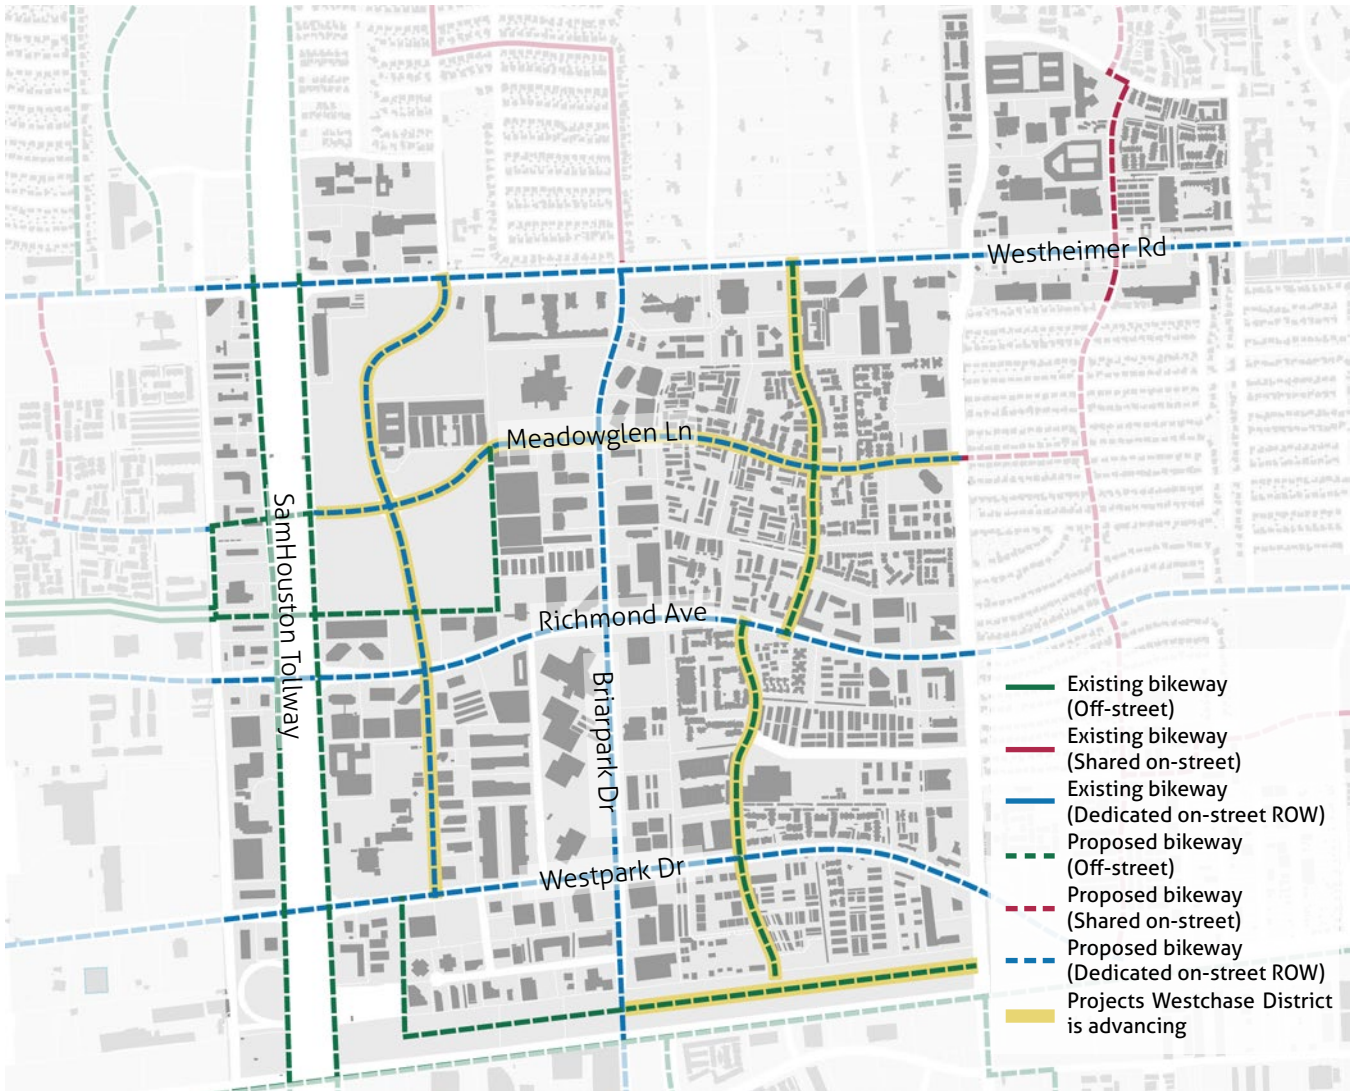 Westheimer Rd
Meadowglen Ln
SamHouston Tollway
Richmond Ave
Briarpark Dr
Westpark Dr
Existing bikeway
(Off-street)
Existing bikeway
(Shared on-street)
Existing bikeway
(Dedicated on-street ROW)
Proposed bikeway
(Off-street)
Proposed bikeway
(Shared on-street)
Proposed bikeway
(Dedicated on-street ROW)
Projects Westchase District
is advancing